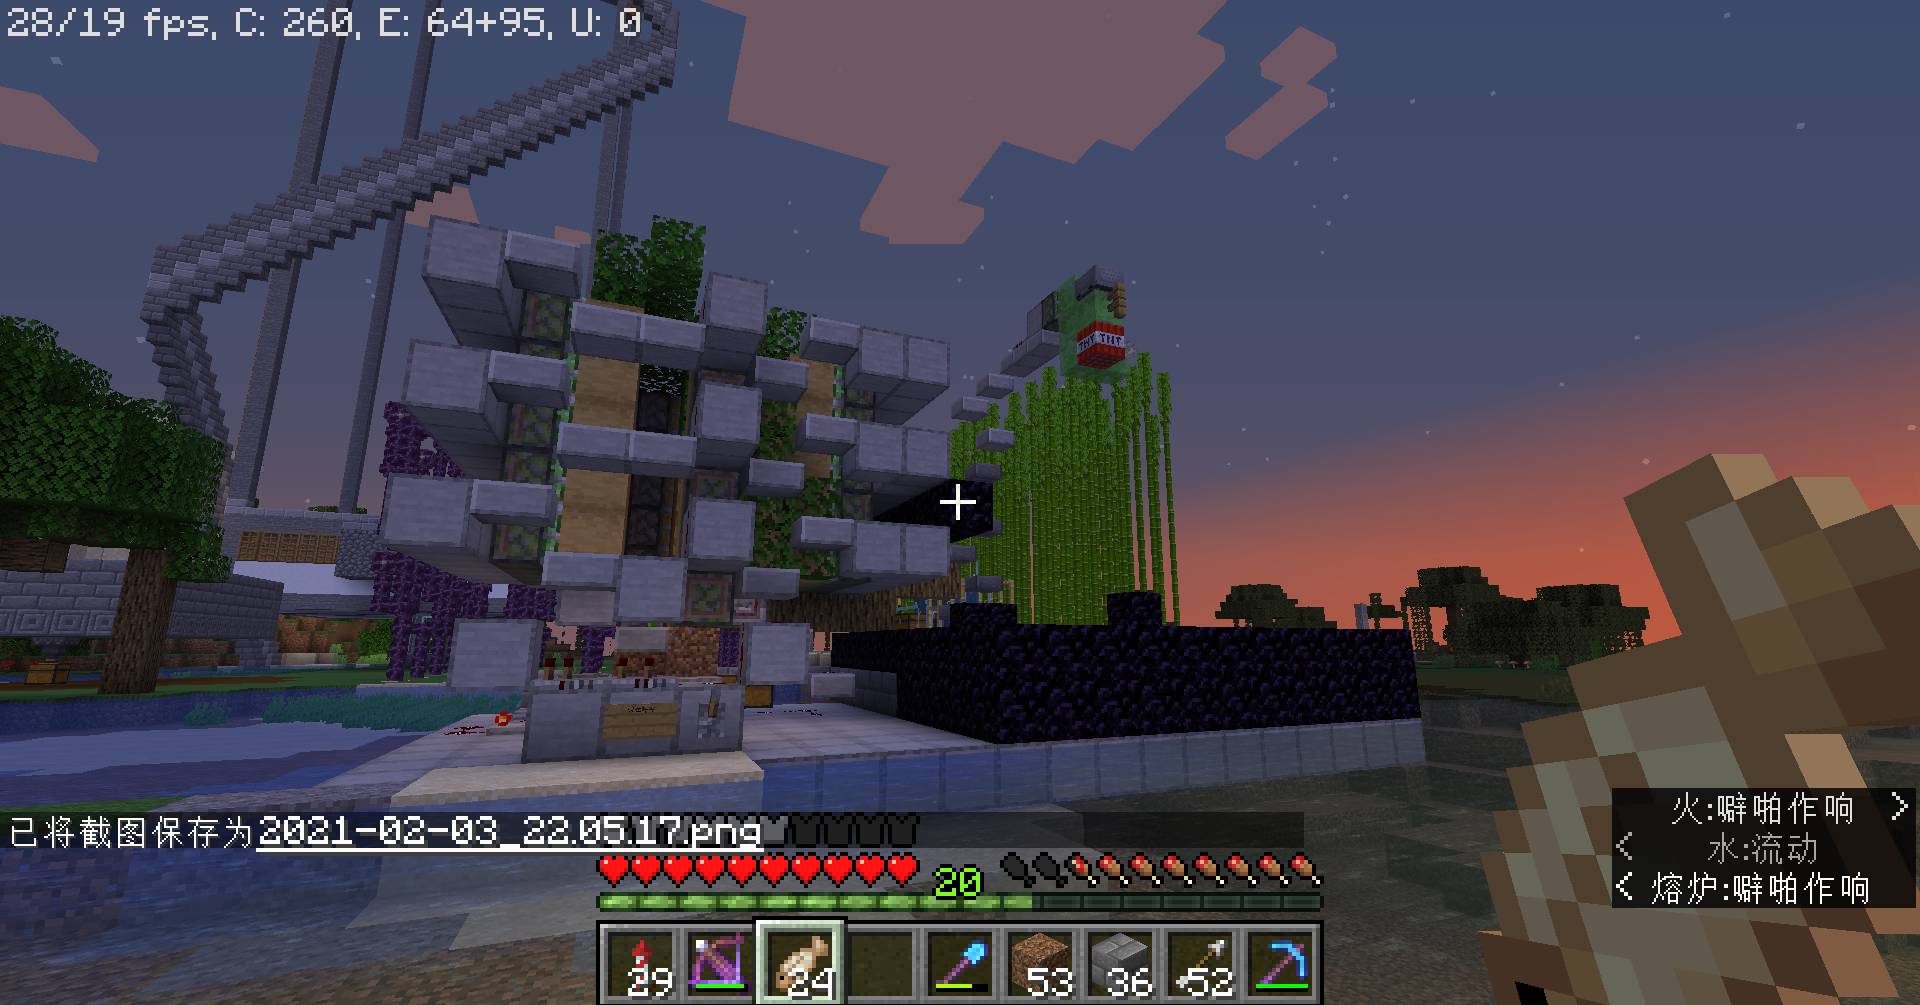 28/19 fps, C: 260, E: 64+95, U: 0
TNT TNT
已将截图保存为2021-02-03_22.05.17.png
火:噼啪作响 >
< 水:流动
< 熔炉:噼啪作响
20
29 24 53 36 52